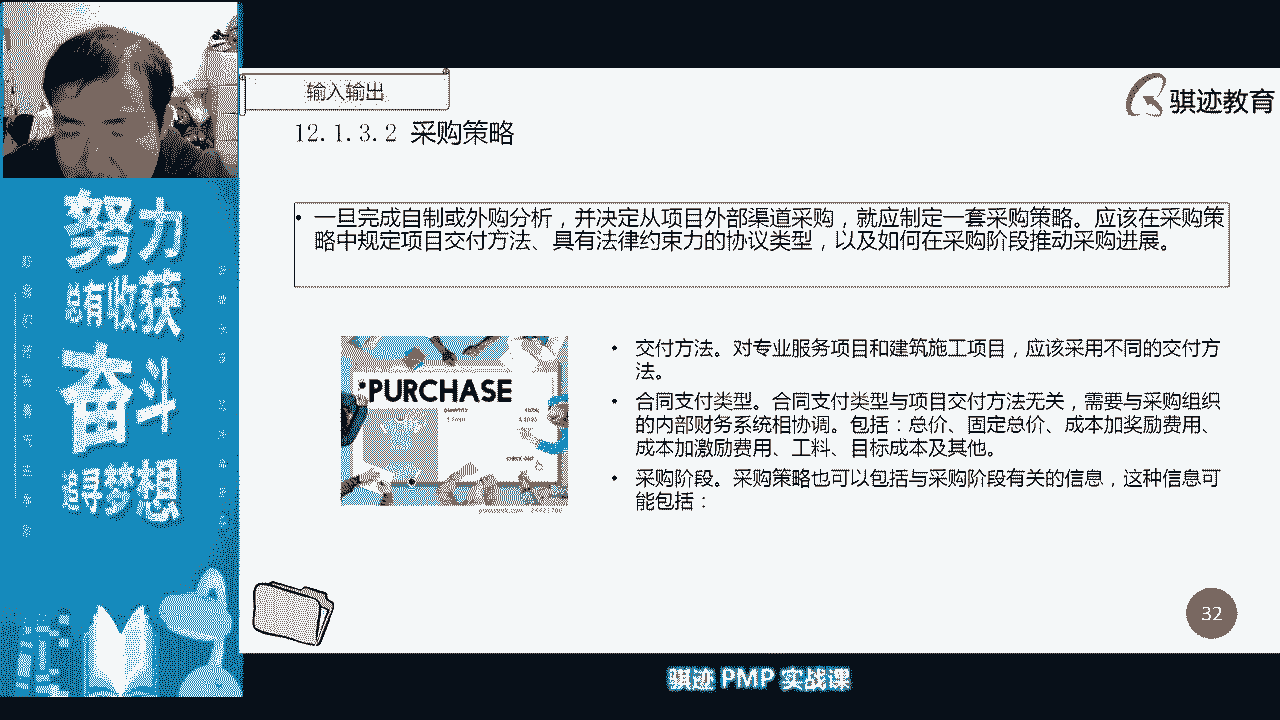 输入输出
骐迹教育
12.1.3.2 采购策略
• 一旦完成自制或外购分析，并决定从项目外部渠道采购，就应制定一套采购策略。应该在采购策
略中规定项目交付方法、具有法律约束力的协议类型，以及如何在采购阶段推动采购进展。
PURCHASE
• 交付方法。对专业服务项目和建筑施工项目，应该采用不同的交付方
法。
• 合同支付类型。合同支付类型与项目交付方法无关，需要与采购组织
的内部财务系统相协调。包括：总价、固定总价、成本加奖励费用、
成本加激励费用、工料、目标成本及其他。
• 采购阶段。采购策略也可以包括与采购阶段有关的信息，这种信息可
能包括：
32
努力
总有收获
奋斗
追寻梦想
骐迹 PMP 实战课